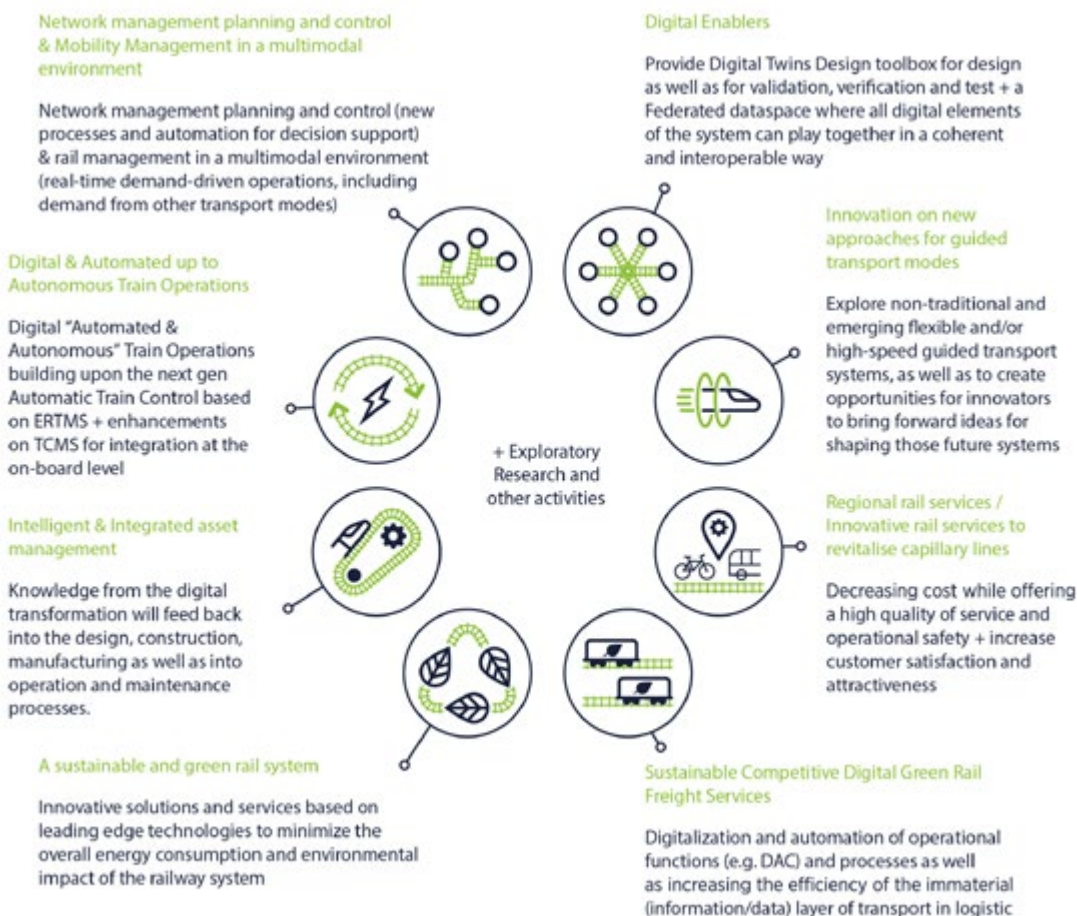 Network management planning and control
& Mobility Management in a multimodal
environment
Network management planning and control (new
processes and automation for decision support)
& rail management in a multimodal environment
(real-time demand-driven operations, including
demand from other transport modes)
Digital Enablers
Provide Digital Twins Design toolbox for design
as well as for validation, verification and test + a
Federated dataspace where all digital elements
of the system can play together in a coherent
and interoperable way
Digital & Automated up to
Autonomous Train Operations
Digital "Automated &
Autonomous" Train Operations
building upon the next gen
Automatic Train Control based
on ERTMS + enhancements
on TCMS for integration at the
on-board level
Innovation on new
approaches for guided
transport modes
Explore non-traditional and
emerging flexible and/or
high-speed guided transport
systems, as well as to create
opportunities for innovators
to bring forward ideas for
shaping those future systems
+ Exploratory
Research and
other activities
Intelligent & Integrated asset
management
Knowledge from the digital
transformation will feed back
into the design, construction,
manufacturing as well as into
operation and maintenance
processes.
Regional rail services /
Innovative rail services to
revitalise capillary lines
Decreasing cost while offering
a high quality of service and
operational safety + increase
customer satisfaction and
attractiveness
A sustainable and green rail system
Innovative solutions and services based on
leading edge technologies to minimize the
overall energy consumption and environmental
impact of the railway system
Sustainable Competitive Digital Green Rail
Freight Services
Digitalization and automation of operational
functions (e.g. DAC) and processes as well
as increasing the efficiency of the immaterial
(information/data) layer of transport in logistic